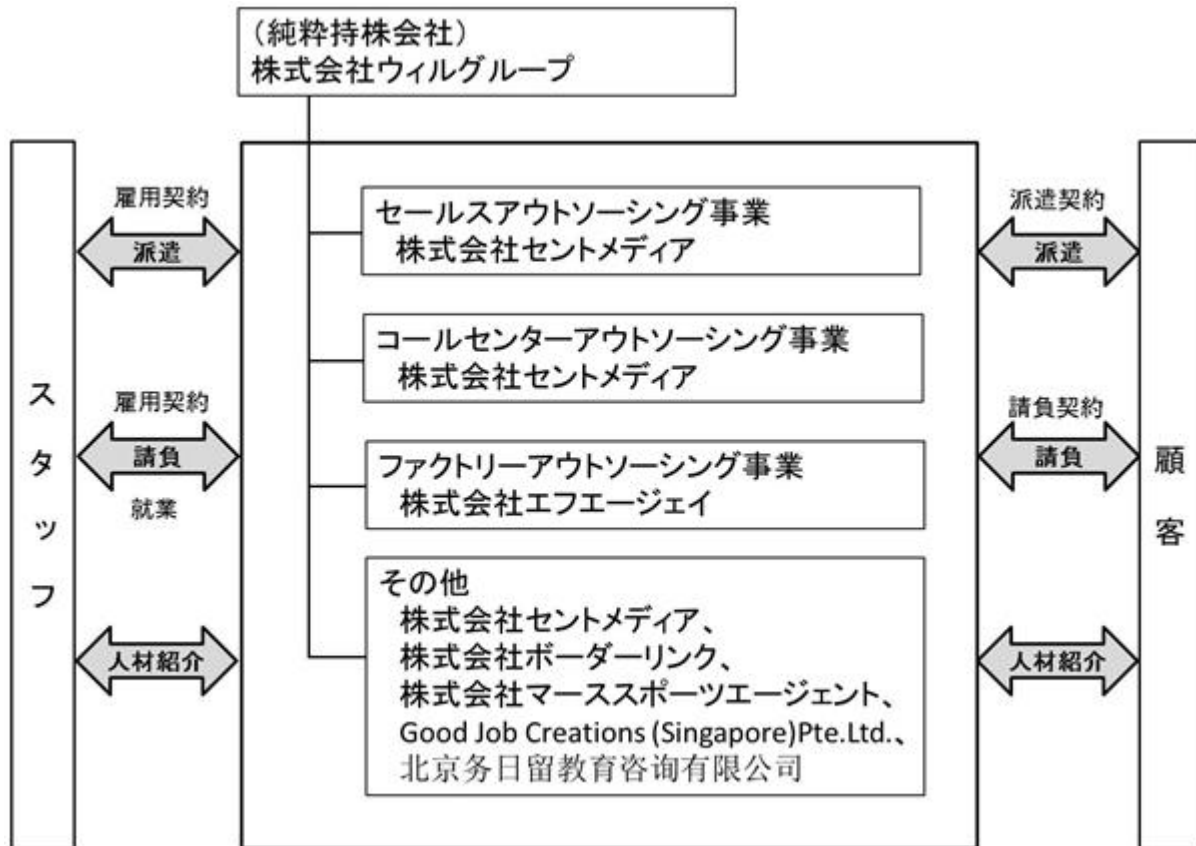 (純粋持株会社)
株式会社ウィルグループ
スタッフ
雇用契約
派遣
雇用契約
請負
就業
人材紹介
セールスアウトソーシング事業
株式会社セントメディア
コールセンターアウトソーシング事業
株式会社セントメディア
ファクトリーアウトソーシング事業
株式会社エフエージェイ
その他
株式会社セントメディア、
株式会社ボーダーリンク、
株式会社マーススポーツエージェント、
Good Job Creations (Singapore)Pte.Ltd.、
北京务日留教育咨询有限公司
派遣契約
派遣
請負契約
請負
人材紹介
顧客